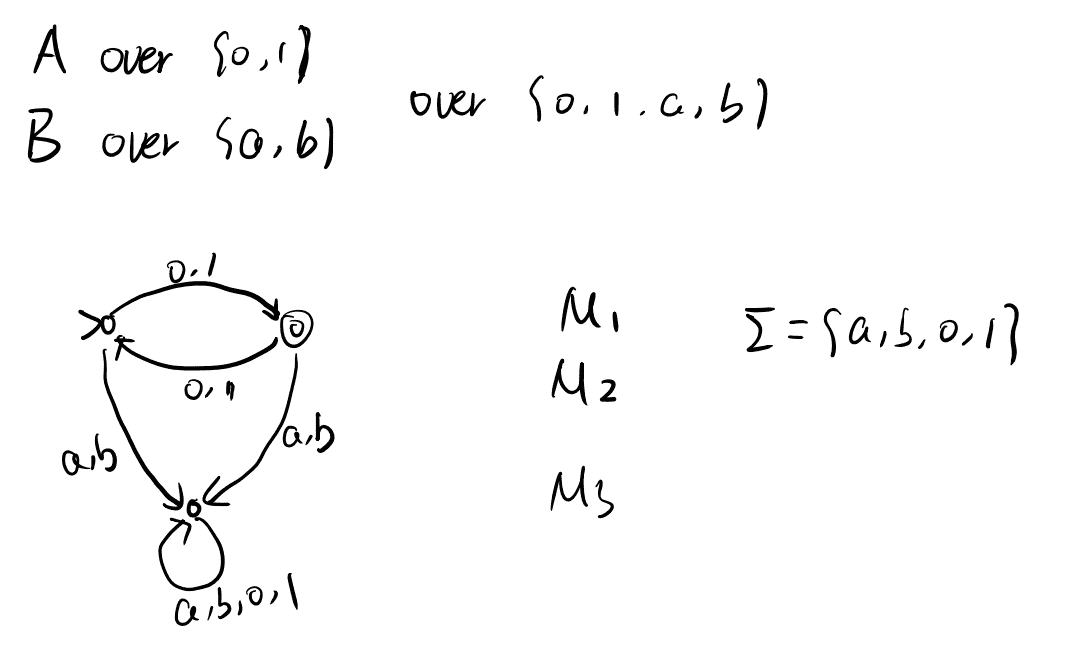 A over {0,1}
B over {a,b}
over {0.1.a,b}
0.1
0,1
a,b
a,b
a,b,0,1
M1
M2
M3
Σ={a,b,0,1}